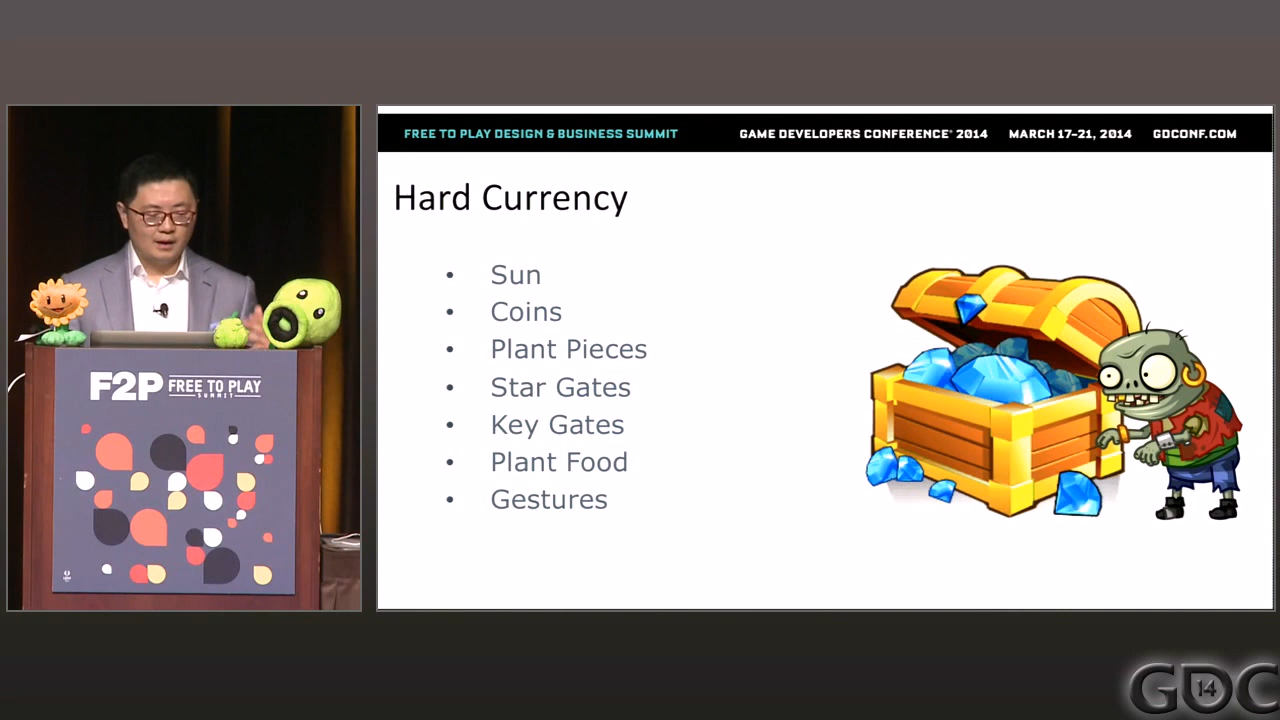 FREE TO PLAY DESIGN & BUSINESS SUMMIT GAME DEVELOPERS CONFERENCE® 2014 MARCH 17–21, 2014 GDCONF.COM
Hard Currency
• Sun
• Coins
• Plant Pieces
• Star Gates
• Key Gates
• Plant Food
• Gestures
F2P FREE TO PLAY
SUMMIT
GDC
14